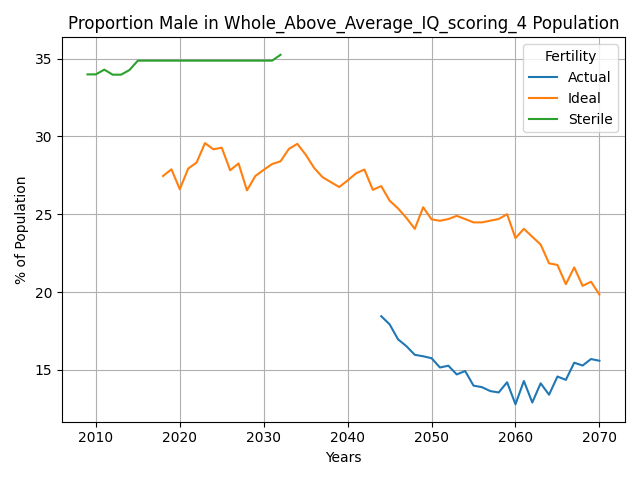 Proportion Male in Whole_Above_Average_IQ_scoring_4 Population
Fertility
Actual
Ideal
Sterile
% of Population
35
30
25
20
15
2010 2020 2030 2040 2050 2060 2070
Years